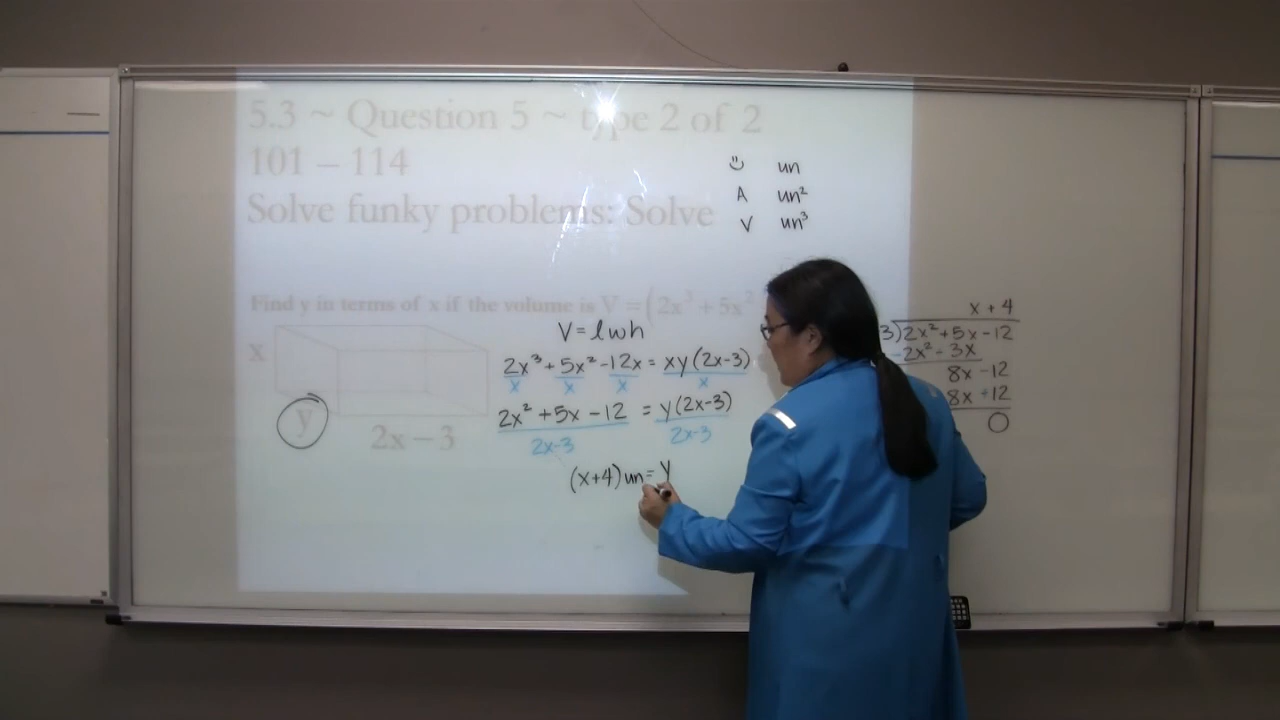 5.3 ~ Question 5 ~ type 2 of 2
101 – 114
Solve funky problems: Solve
ü un
A un²
V un³
Find y in terms of x if the volume is V = (2x³ + 5x²
x
y
2x – 3
V = lwh
2x³ + 5x² - 12x = xy(2x-3)
x x x x
2x² + 5x - 12 = y(2x-3)
2x-3 2x-3
(x+4)un = y
x + 4
3)2x² + 5x - 12
-2x² - 3x
8x - 12
8x + 12
0